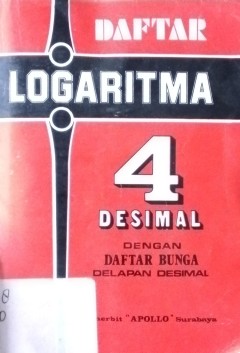 DAFTAR
LOGARITMA
4
DESIMAL
DENGAN
DAFTAR BUNGA
DELAPAN DESIMAL
"APOLLO" Surabaya